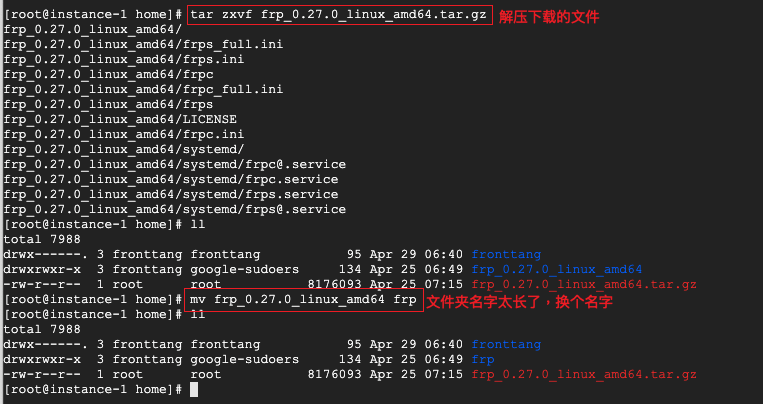 [root@instance-1 home]# tar zxvf frp_0.27.0_linux_amd64.tar.gz 解压下载的文件
frp_0.27.0_linux_amd64/
frp_0.27.0_linux_amd64/frps_full.ini
frp_0.27.0_linux_amd64/frps.ini
frp_0.27.0_linux_amd64/frpc
frp_0.27.0_linux_amd64/frpc_full.ini
frp_0.27.0_linux_amd64/frps
frp_0.27.0_linux_amd64/LICENSE
frp_0.27.0_linux_amd64/frpc.ini
frp_0.27.0_linux_amd64/systemd/
frp_0.27.0_linux_amd64/systemd/frpc@.service
frp_0.27.0_linux_amd64/systemd/frpc.service
frp_0.27.0_linux_amd64/systemd/frps.service
frp_0.27.0_linux_amd64/systemd/frps@.service
[root@instance-1 home]# ll
total 7988
drwx------. 3 fronttang fronttang 95 Apr 29 06:40 fronttang
drwxrwxr-x 3 fronttang google-sudoers 134 Apr 25 06:49 frp_0.27.0_linux_amd64
-rw-r--r-- 1 root root 8176093 Apr 25 07:15 frp_0.27.0_linux_amd64.tar.gz
[root@instance-1 home]# mv frp_0.27.0_linux_amd64 frp 文件夹名字太长了，换个名字
[root@instance-1 home]# ll
total 7988
drwx------. 3 fronttang fronttang 95 Apr 29 06:40 fronttang
drwxrwxr-x 3 fronttang google-sudoers 134 Apr 25 06:49 frp
-rw-r--r-- 1 root root 8176093 Apr 25 07:15 frp_0.27.0_linux_amd64.tar.gz
[root@instance-1 home]#